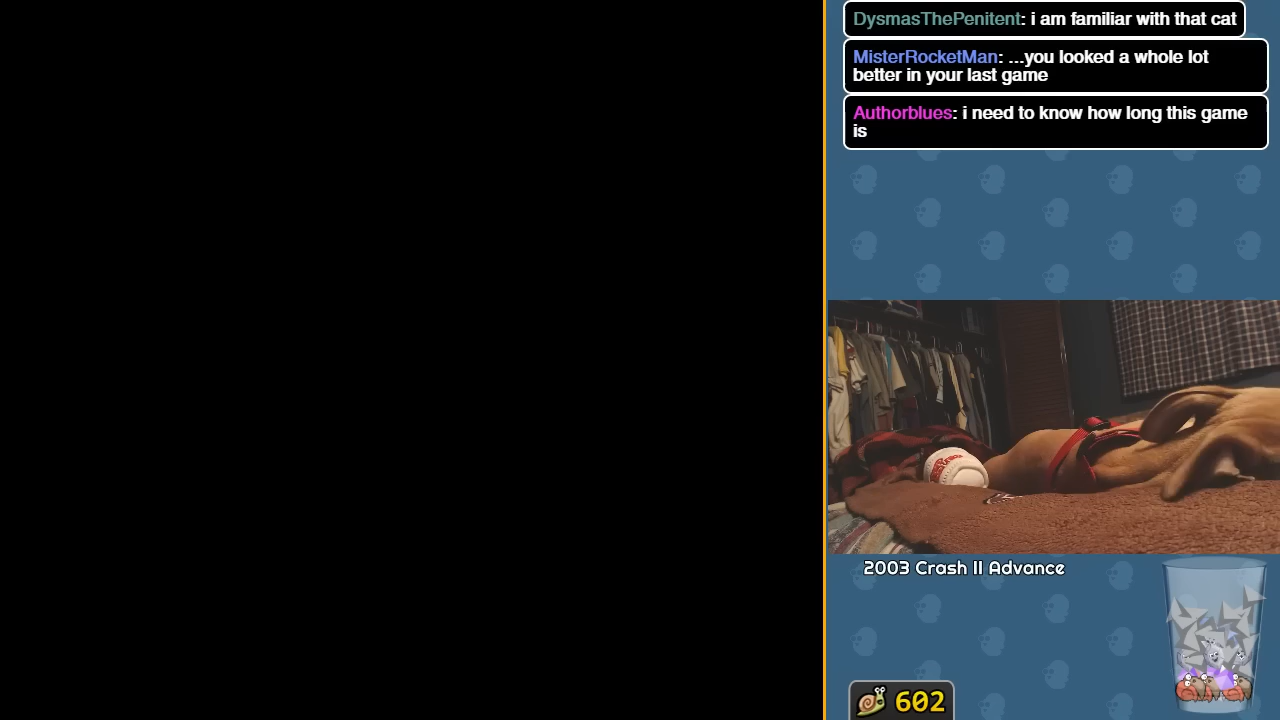 DysmasThePenitent: i am familiar with that cat
MisterRocketMan: ...you looked a whole lot
better in your last game
Authorblues: i need to know how long this game
is
2003 Crash II Advance
602